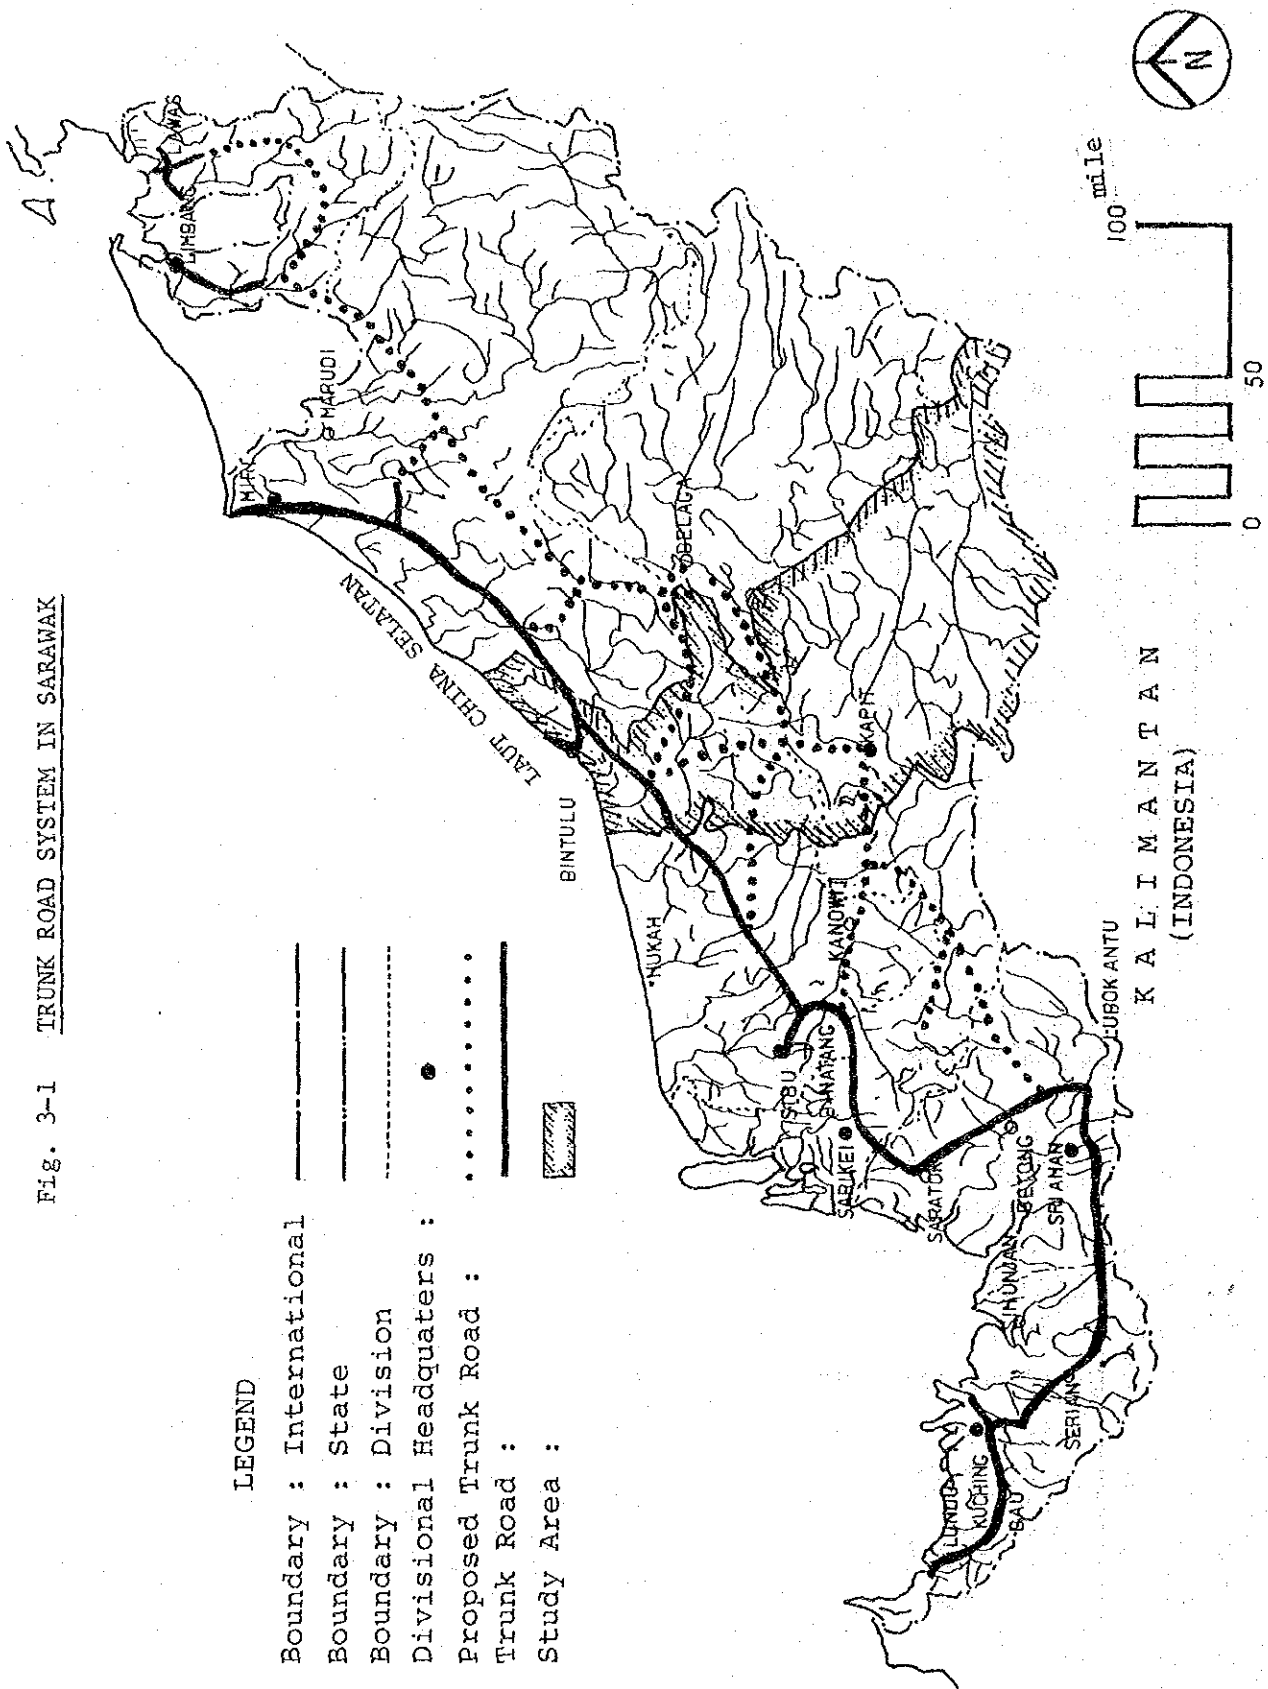 Fig. 3-1 TRUNK ROAD SYSTEM IN SARAWAK
LEGEND
Boundary : International
Boundary : State
Boundary : Division
Divisional Headquaters :
Proposed Trunk Road :
Trunk Road :
Study Area :
LAWAS
LIMBANG
MARUDI
MIRI
LAUT CHINA SELATAN
BELAGA
BINTULU
KAPIT
MUKAH
KANOWIT
SIBU
BINATANG
SARIKEI
SARATOK
BETONG
SRI AMAN
LUBOK ANTU
SIMUNJAN
SERIAN
LUNDU
KUCHING
BAU
KALIMANTAN
(INDONESIA)
0 50 100 mile
N